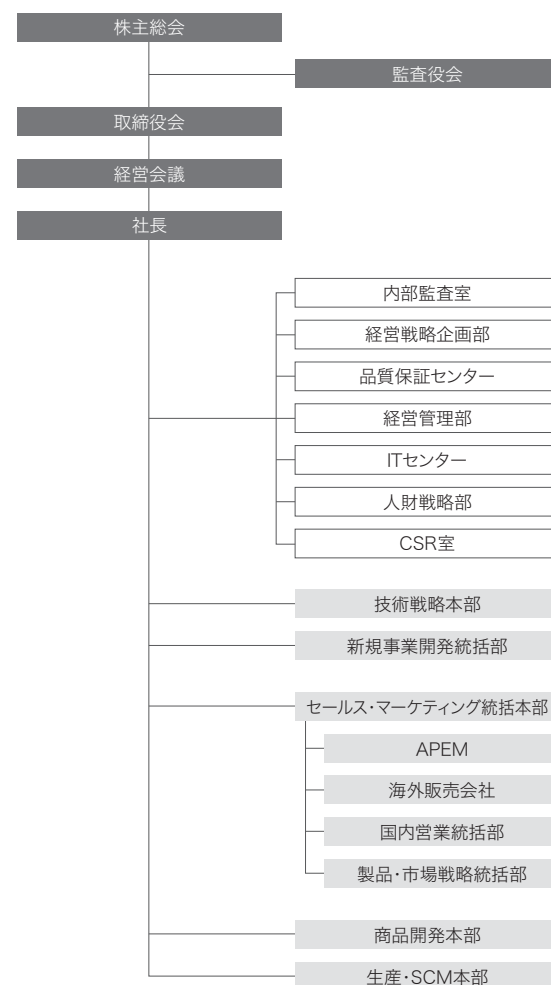 株主総会
監査役会
取締役会
経営会議
社長
内部監査室
経営戦略企画部
品質保証センター
経営管理部
ITセンター
人財戦略部
CSR室
技術戦略本部
新規事業開発統括部
セールス・マーケティング統括本部
APEM
海外販売会社
国内営業統括部
製品・市場戦略統括部
商品開発本部
生産・SCM本部